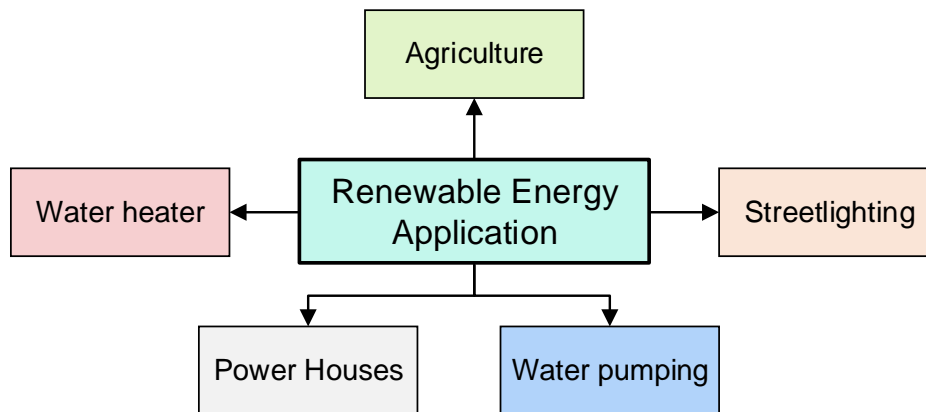 Agriculture
Water heater
Renewable Energy
Application
Streetlighting
Power Houses
Water pumping